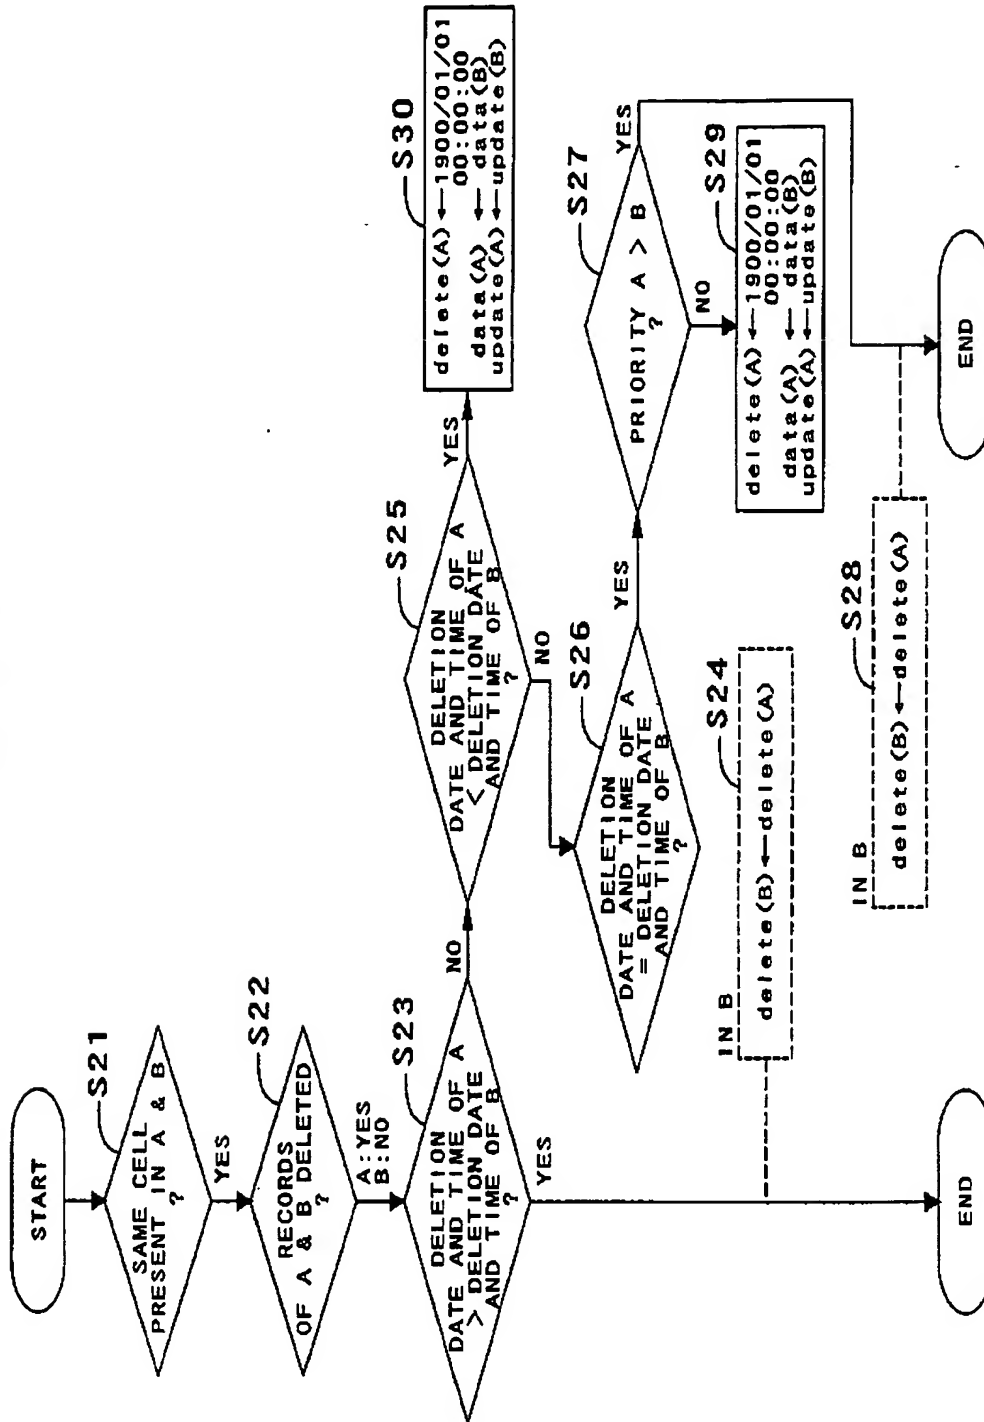 START
S21
SAME CELL
PRESENT IN A & B
?
YES
S22
RECORDS
OF A & B DELETED
?
A:YES
B:NO
S23
DELETION
DATE AND TIME OF A
> DELETION DATE
AND TIME OF B
?
NO
YES
S25
DELETION
DATE AND TIME OF A
< DELETION DATE
AND TIME OF B
?
YES
NO
S30
delete(A)←1900/01/01
00:00:00
data(A) ← data(B)
update(A)←update(B)
S26
DELETION
DATE AND TIME OF A
= DELETION DATE
AND TIME OF B
?
YES
S27
PRIORITY A > B
?
YES
NO
S29
delete(A)←1900/01/01
00:00:00
data(A) ← data(B)
update(A)←update(B)
IN B
S24
delete(B)←delete(A)
IN B
S28
delete(B)←delete(A)
END
END